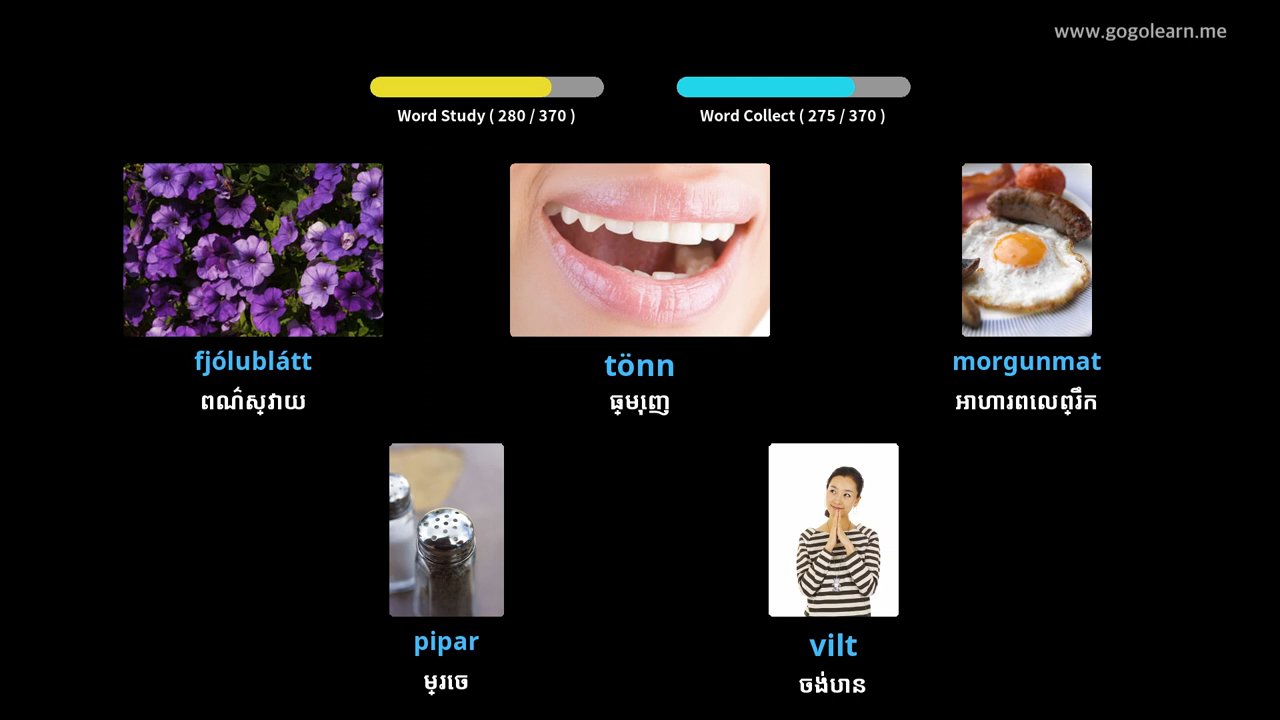 www.gogolearn.me
Word Study ( 280 / 370 )
Word Collect ( 275 / 370 )
fjólublátt
ពណ៌ស្វាយ
tönn
ធ្មេញ
morgunmat
អាហារពេលព្រឹក
pipar
ម្រេច
vilt
ចង់បាន